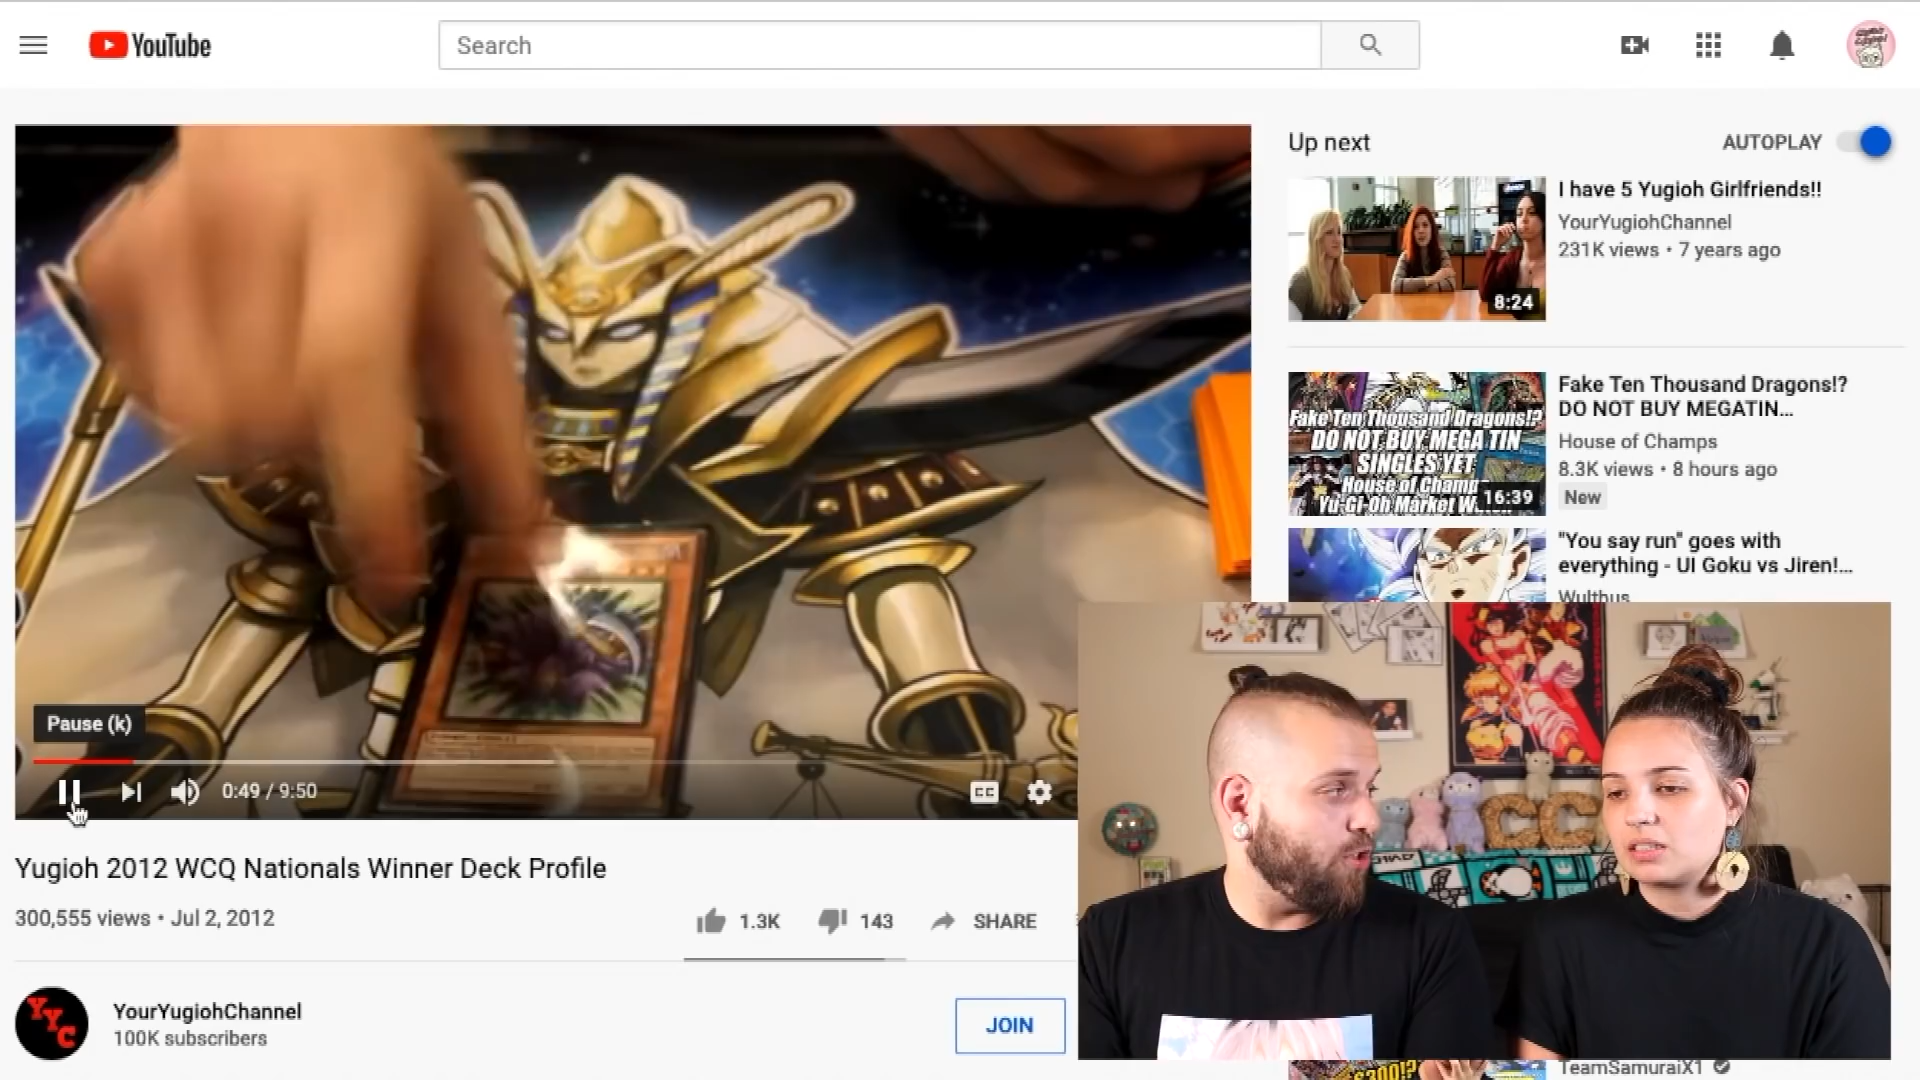 YouTube
Search
Up next
AUTOPLAY
I have 5 Yugioh Girlfriends!!
YourYugiohChannel
231K views • 7 years ago
8:24
Fake Ten Thousand Dragons!?
DO NOT BUY MEGATIN...
House of Champs
8.3K views • 8 hours ago
New
Fake Ten Thousand Dragons!?
DO NOT BUY MEGA TIN
SINGLES YET
House of Champ
Yu-Gi-Oh Market W
16:39
"You say run" goes with
everything - UI Goku vs Jiren!...
Wulthus
Pause (k)
0:49 / 9:50
CC
Yugioh 2012 WCQ Nationals Winner Deck Profile
300,555 views • Jul 2, 2012
1.3K
143
SHARE
YYC
YourYugiohChannel
100K subscribers
JOIN
CC
$300!?
TeamSamuraiX1